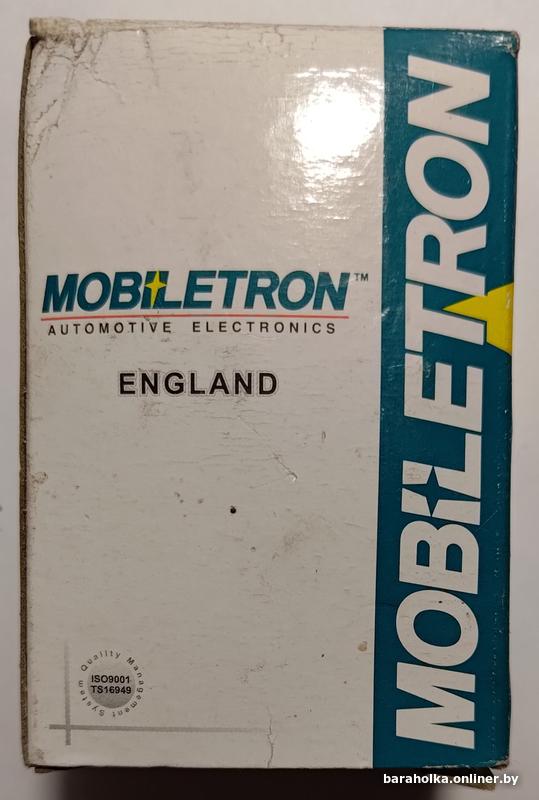 MOBILETRON™
AUTOMOTIVE ELECTRONICS
ENGLAND
MOBILETRON
Quality Management System
ISO9001
TS16949
baraholka.onliner.by